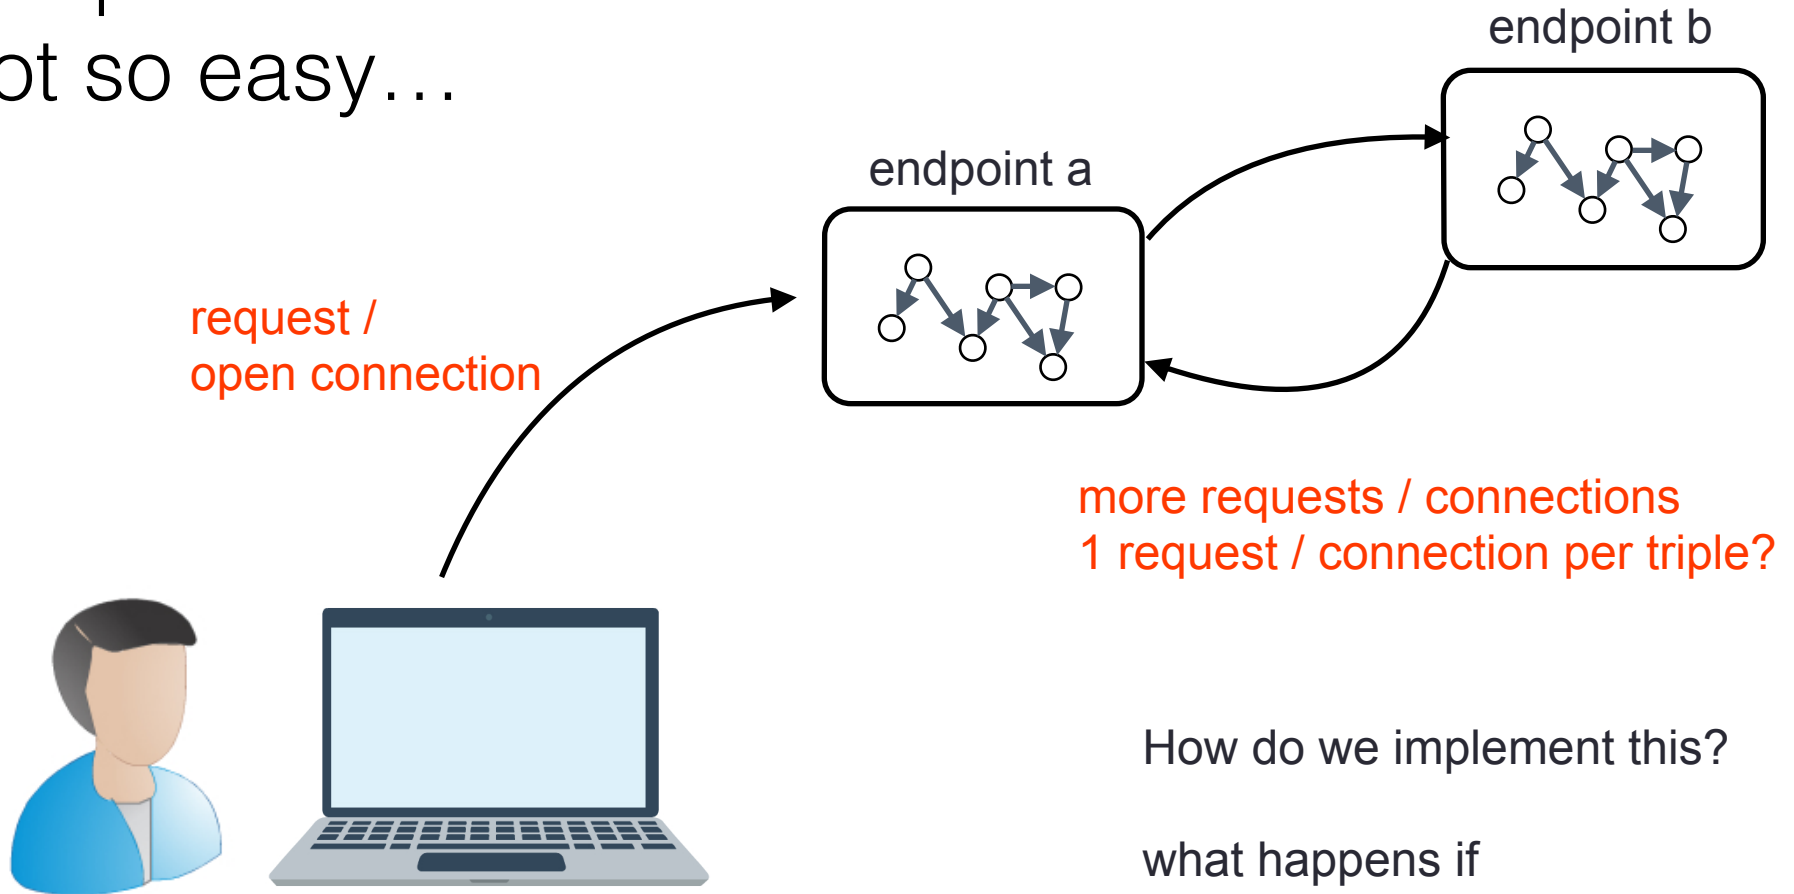 so easy…
endpoint b
endpoint a
request /
open connection
more requests / connections
1 request / connection per triple?
How do we implement this?
what happens if